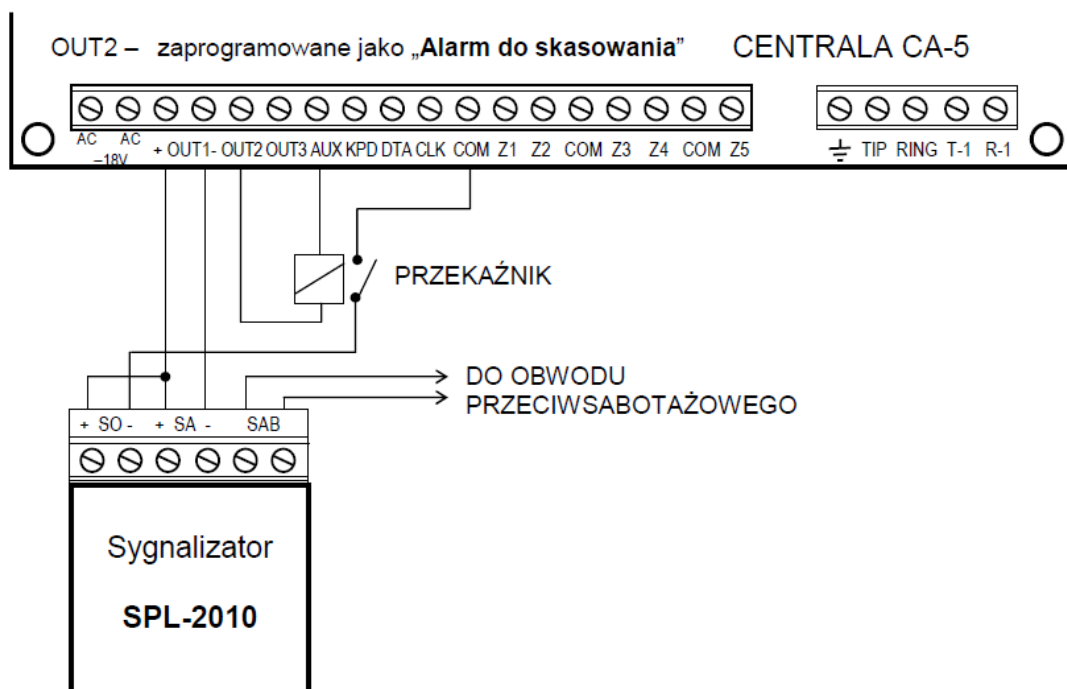 OUT2 – zaprogramowane jako „Alarm do skasowania” CENTRALA CA-5
AC AC + OUT1- OUT2 OUT3 AUX KPD DTA CLK COM Z1 Z2 COM Z3 Z4 COM Z5 TIP RING T-1 R-1
~18V
PRZEKAŹNIK
DO OBWODU
PRZECIWSABOTAŻOWEGO
+ SO - + SA - SAB
Sygnalizator
SPL-2010